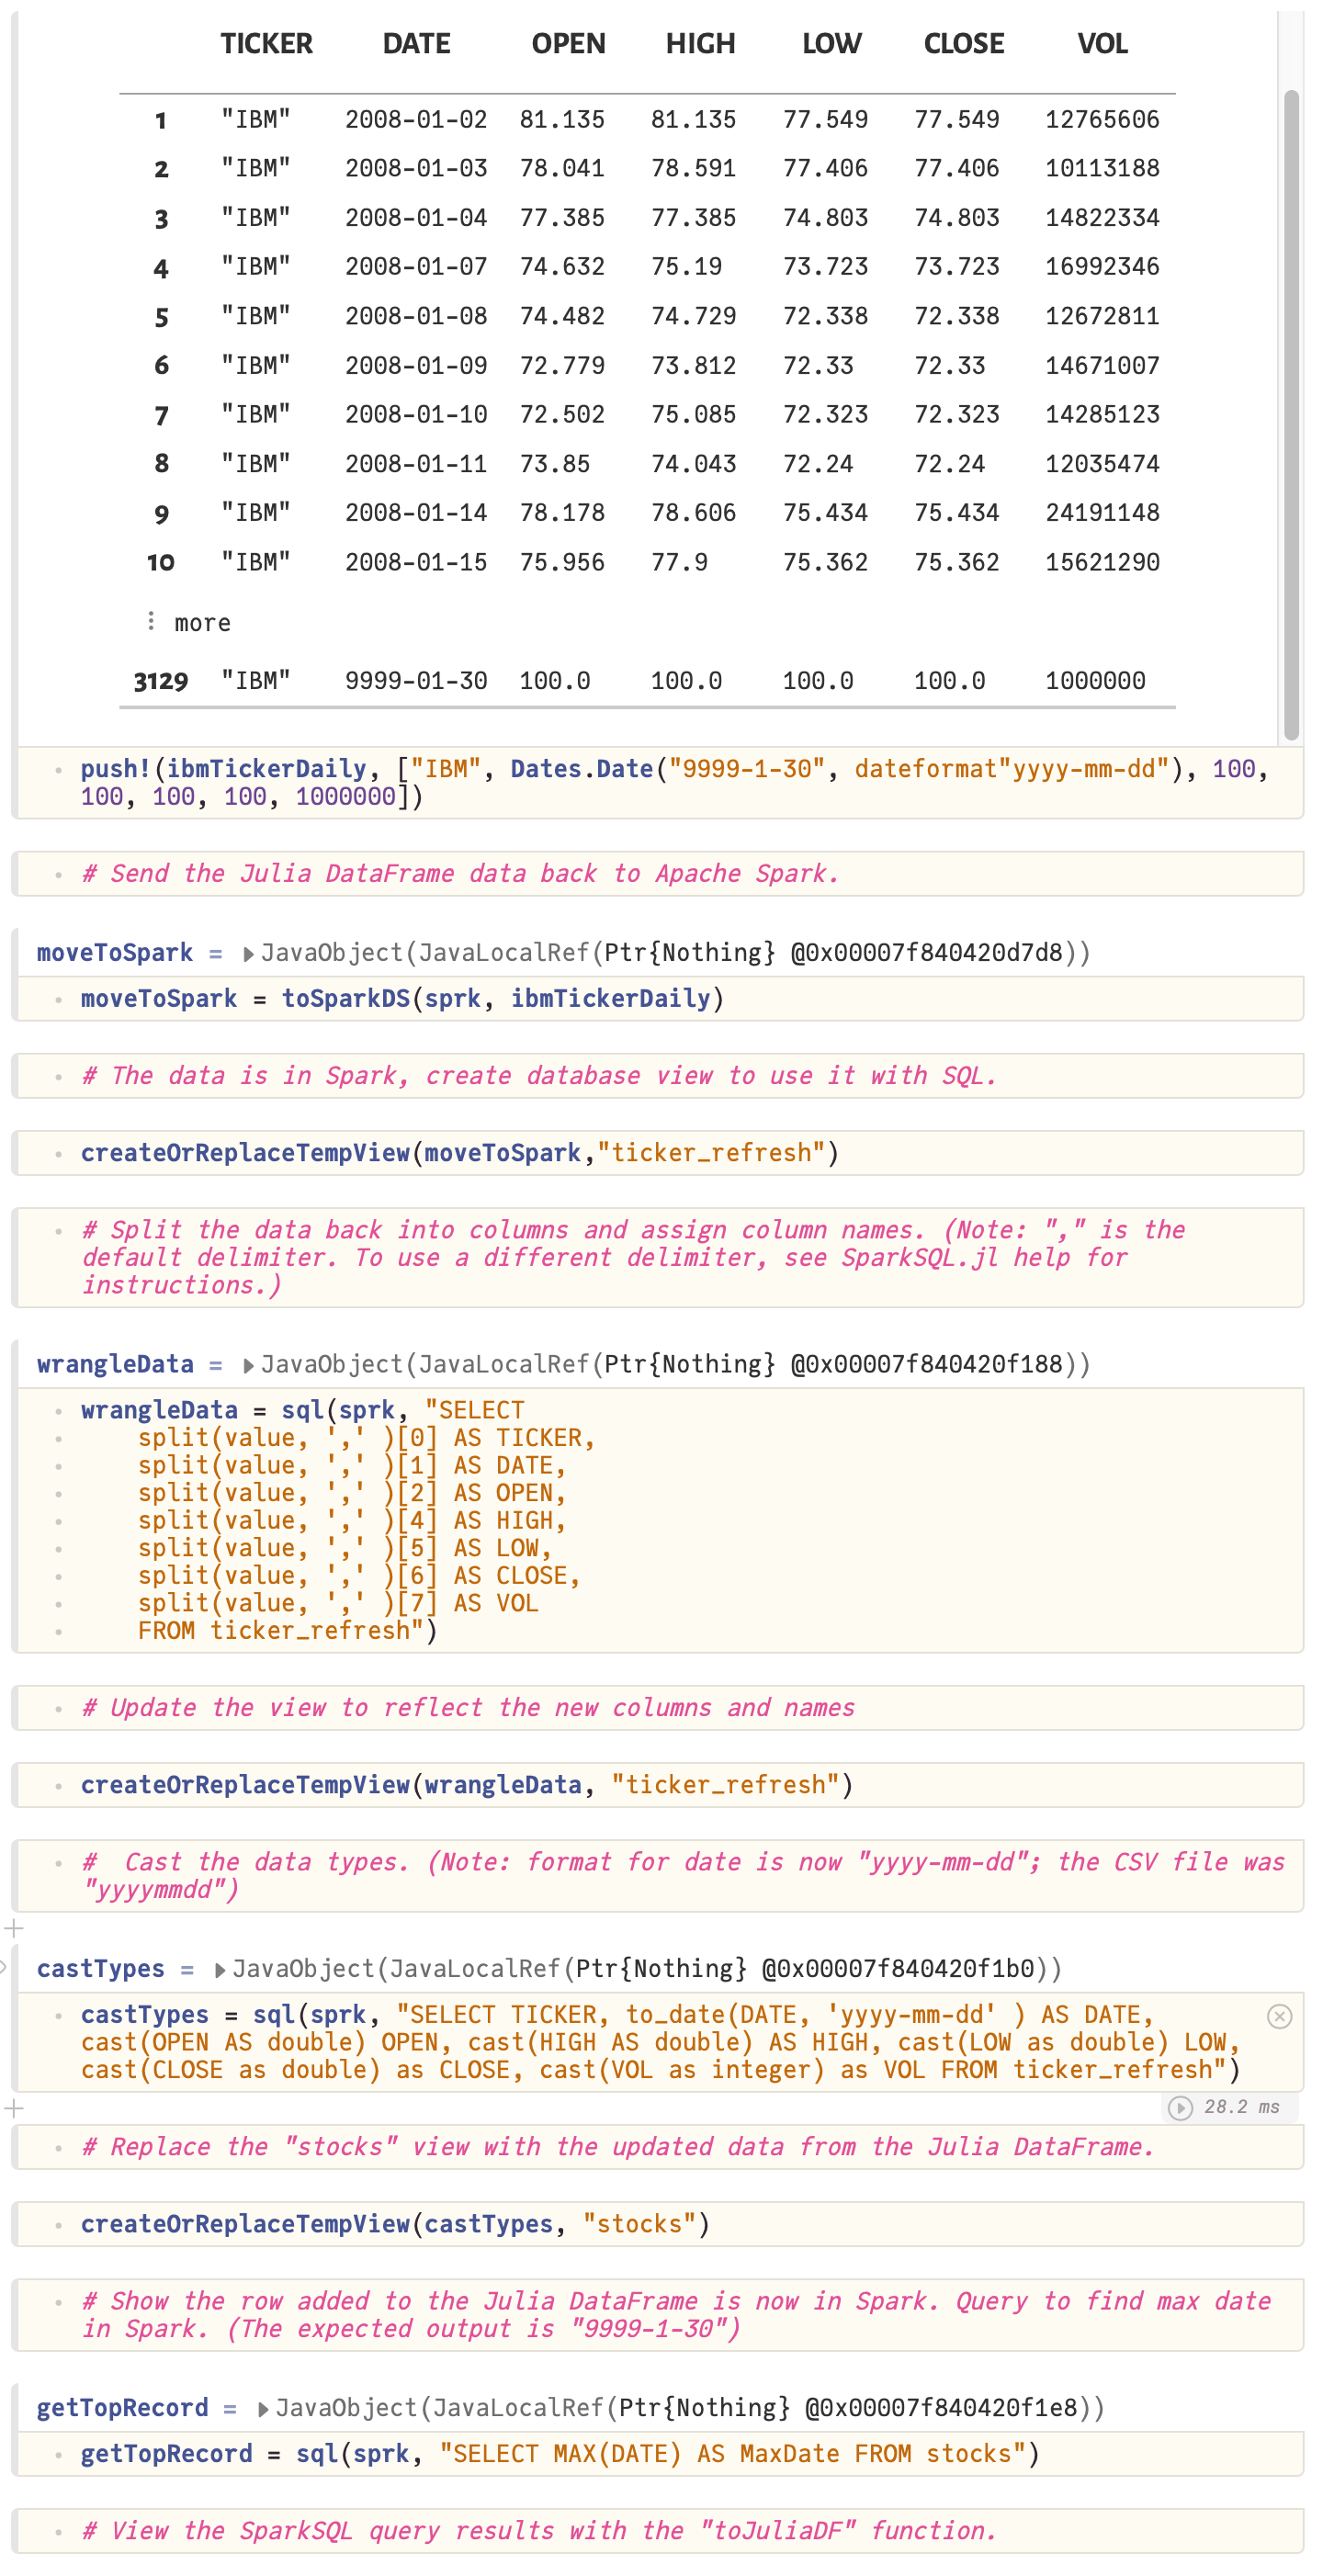 TICKER DATE OPEN HIGH LOW CLOSE VOL
1 "IBM" 2008-01-02 81.135 81.135 77.549 77.549 12765606
2 "IBM" 2008-01-03 78.041 78.591 77.406 77.406 10113188
3 "IBM" 2008-01-04 77.385 77.385 74.803 74.803 14822334
4 "IBM" 2008-01-07 74.632 75.19 73.723 73.723 16992346
5 "IBM" 2008-01-08 74.482 74.729 72.338 72.338 12672811
6 "IBM" 2008-01-09 72.779 73.812 72.33 72.33 14671007
7 "IBM" 2008-01-10 72.502 75.085 72.323 72.323 14285123
8 "IBM" 2008-01-11 73.85 74.043 72.24 72.24 12035474
9 "IBM" 2008-01-14 78.178 78.606 75.434 75.434 24191148
10 "IBM" 2008-01-15 75.956 77.9 75.362 75.362 15621290
⋮ more
3129 "IBM" 9999-01-30 100.0 100.0 100.0 100.0 1000000
push!(ibmTickerDaily, ["IBM", Dates.Date("9999-1-30", dateformat"yyyy-mm-dd"), 100,
100, 100, 100, 1000000])
# Send the Julia DataFrame data back to Apache Spark.
moveToSpark = JavaObject(JavaLocalRef(Ptr{Nothing} @0x00007f840420d7d8))
moveToSpark = toSparkDS(sprk, ibmTickerDaily)
# The data is in Spark, create database view to use it with SQL.
createOrReplaceTempView(moveToSpark,"ticker_refresh")
# Split the data back into columns and assign column names. (Note: "," is the
default delimiter. To use a different delimiter, see SparkSQL.jl help for
instructions.)
wrangleData = JavaObject(JavaLocalRef(Ptr{Nothing} @0x00007f840420f188))
wrangleData = sql(sprk, "SELECT
split(value, ',' )[0] AS TICKER,
split(value, ',' )[1] AS DATE,
split(value, ',' )[2] AS OPEN,
split(value, ',' )[4] AS HIGH,
split(value, ',' )[5] AS LOW,
split(value, ',' )[6] AS CLOSE,
split(value, ',' )[7] AS VOL
FROM ticker_refresh")
# Update the view to reflect the new columns and names
createOrReplaceTempView(wrangleData, "ticker_refresh")
#  Cast the data types. (Note: format for date is now "yyyy-mm-dd"; the CSV file was
"yyyymmdd")
castTypes = JavaObject(JavaLocalRef(Ptr{Nothing} @0x00007f840420f1b0))
castTypes = sql(sprk, "SELECT TICKER, to_date(DATE, 'yyyy-mm-dd' ) AS DATE,
cast(OPEN AS double) OPEN, cast(HIGH AS double) AS HIGH, cast(LOW as double) LOW,
cast(CLOSE as double) as CLOSE, cast(VOL as integer) as VOL FROM ticker_refresh")
28.2 ms
# Replace the "stocks" view with the updated data from the Julia DataFrame.
createOrReplaceTempView(castTypes, "stocks")
# Show the row added to the Julia DataFrame is now in Spark. Query to find max date
in Spark. (The expected output is "9999-1-30")
getTopRecord = JavaObject(JavaLocalRef(Ptr{Nothing} @0x00007f840420f1e8))
getTopRecord = sql(sprk, "SELECT MAX(DATE) AS MaxDate FROM stocks")
# View the SparkSQL query results with the "toJuliaDF" function.